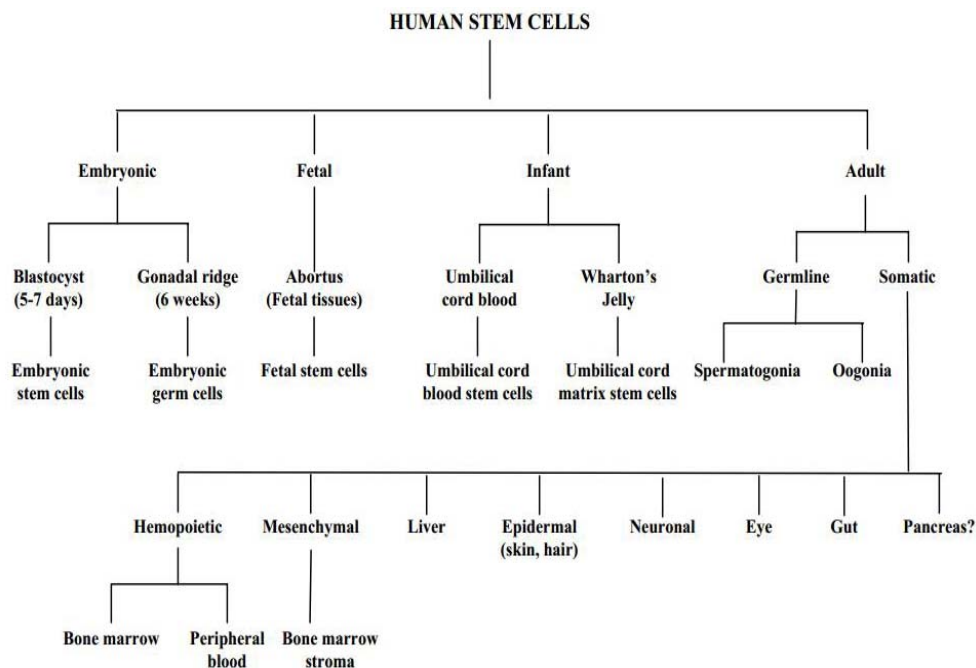 HUMAN STEM CELLS
Embryonic
Fetal
Infant
Adult
Blastocyst
(5-7 days)
Gonadal ridge
(6 weeks)
Abortus
(Fetal tissues)
Umbilical
cord blood
Wharton's
Jelly
Germline
Somatic
Embryonic
stem cells
Embryonic
germ cells
Fetal stem cells
Umbilical cord
blood stem cells
Umbilical cord
matrix stem cells
Spermatogonia
Oogonia
Hemopoietic
Mesenchymal
Liver
Epidermal
(skin, hair)
Neuronal
Eye
Gut
Pancreas?
Bone marrow
Peripheral
blood
Bone marrow
stroma